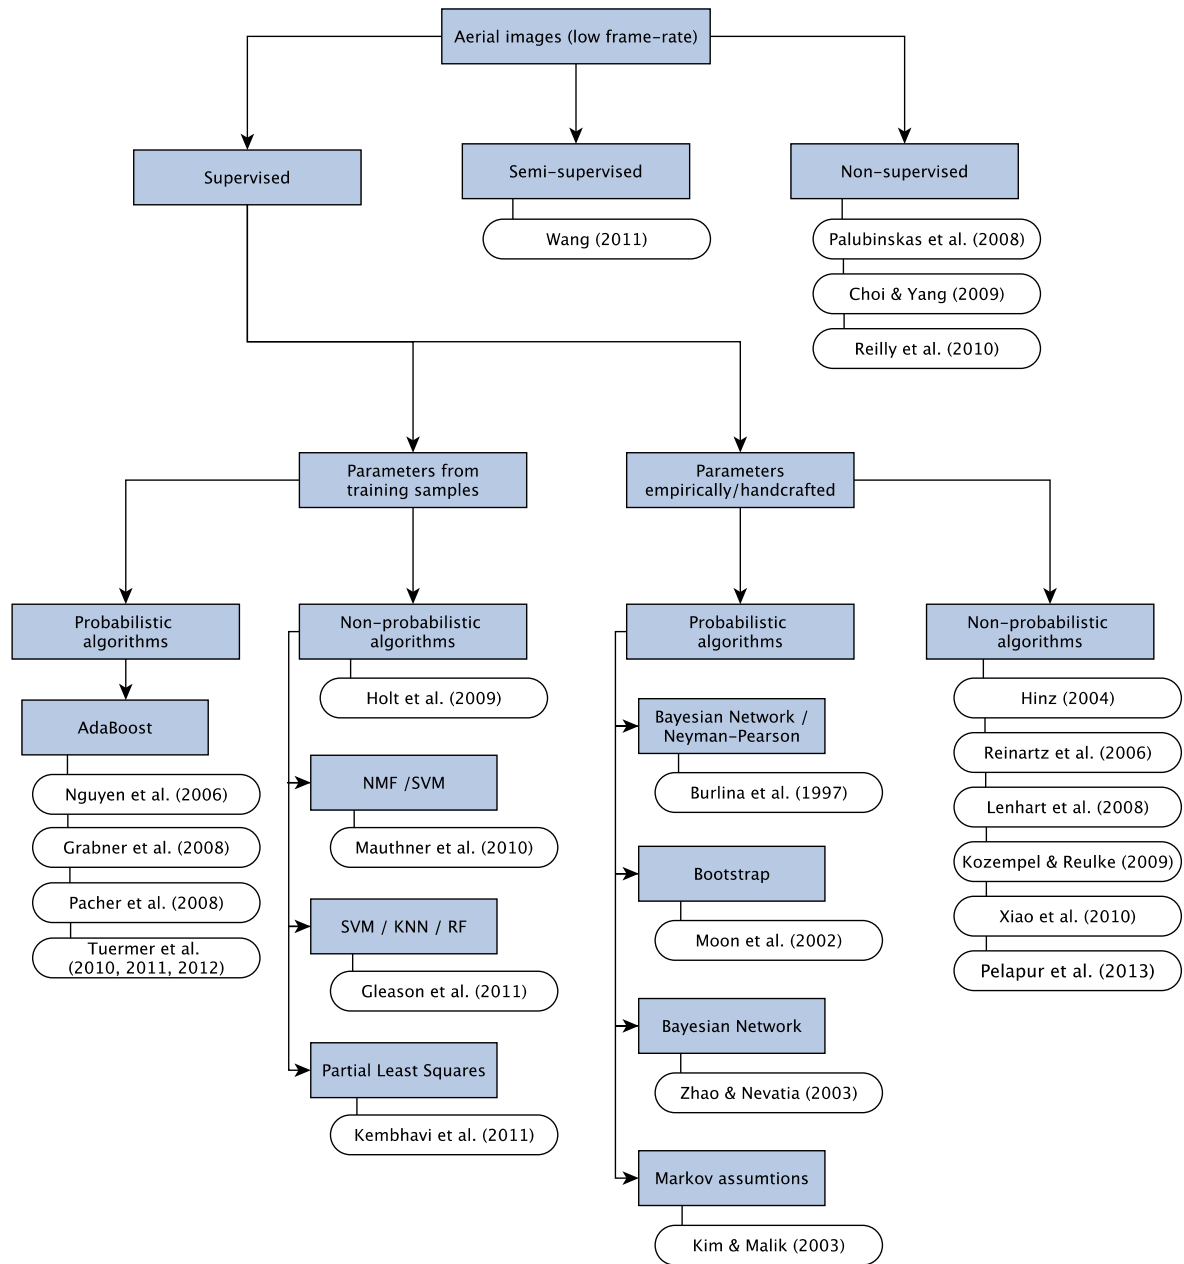 Aerial images (low frame-rate)
Supervised
Semi-supervised
Non-supervised
Wang (2011)
Palubinskas et al. (2008)
Choi & Yang (2009)
Reilly et al. (2010)
Parameters from
training samples
Parameters
empirically/handcrafted
Probabilistic
algorithms
AdaBoost
Nguyen et al. (2006)
Grabner et al. (2008)
Pacher et al. (2008)
Tuermer et al.
(2010, 2011, 2012)
Non-probabilistic
algorithms
Holt et al. (2009)
NMF /SVM
Mauthner et al. (2010)
SVM / KNN / RF
Gleason et al. (2011)
Partial Least Squares
Kembhavi et al. (2011)
Probabilistic
algorithms
Bayesian Network /
Neyman-Pearson
Burlina et al. (1997)
Bootstrap
Moon et al. (2002)
Bayesian Network
Zhao & Nevatia (2003)
Markov assumtions
Kim & Malik (2003)
Non-probabilistic
algorithms
Hinz (2004)
Reinartz et al. (2006)
Lenhart et al. (2008)
Kozempel & Reulke (2009)
Xiao et al. (2010)
Pelapur et al. (2013)